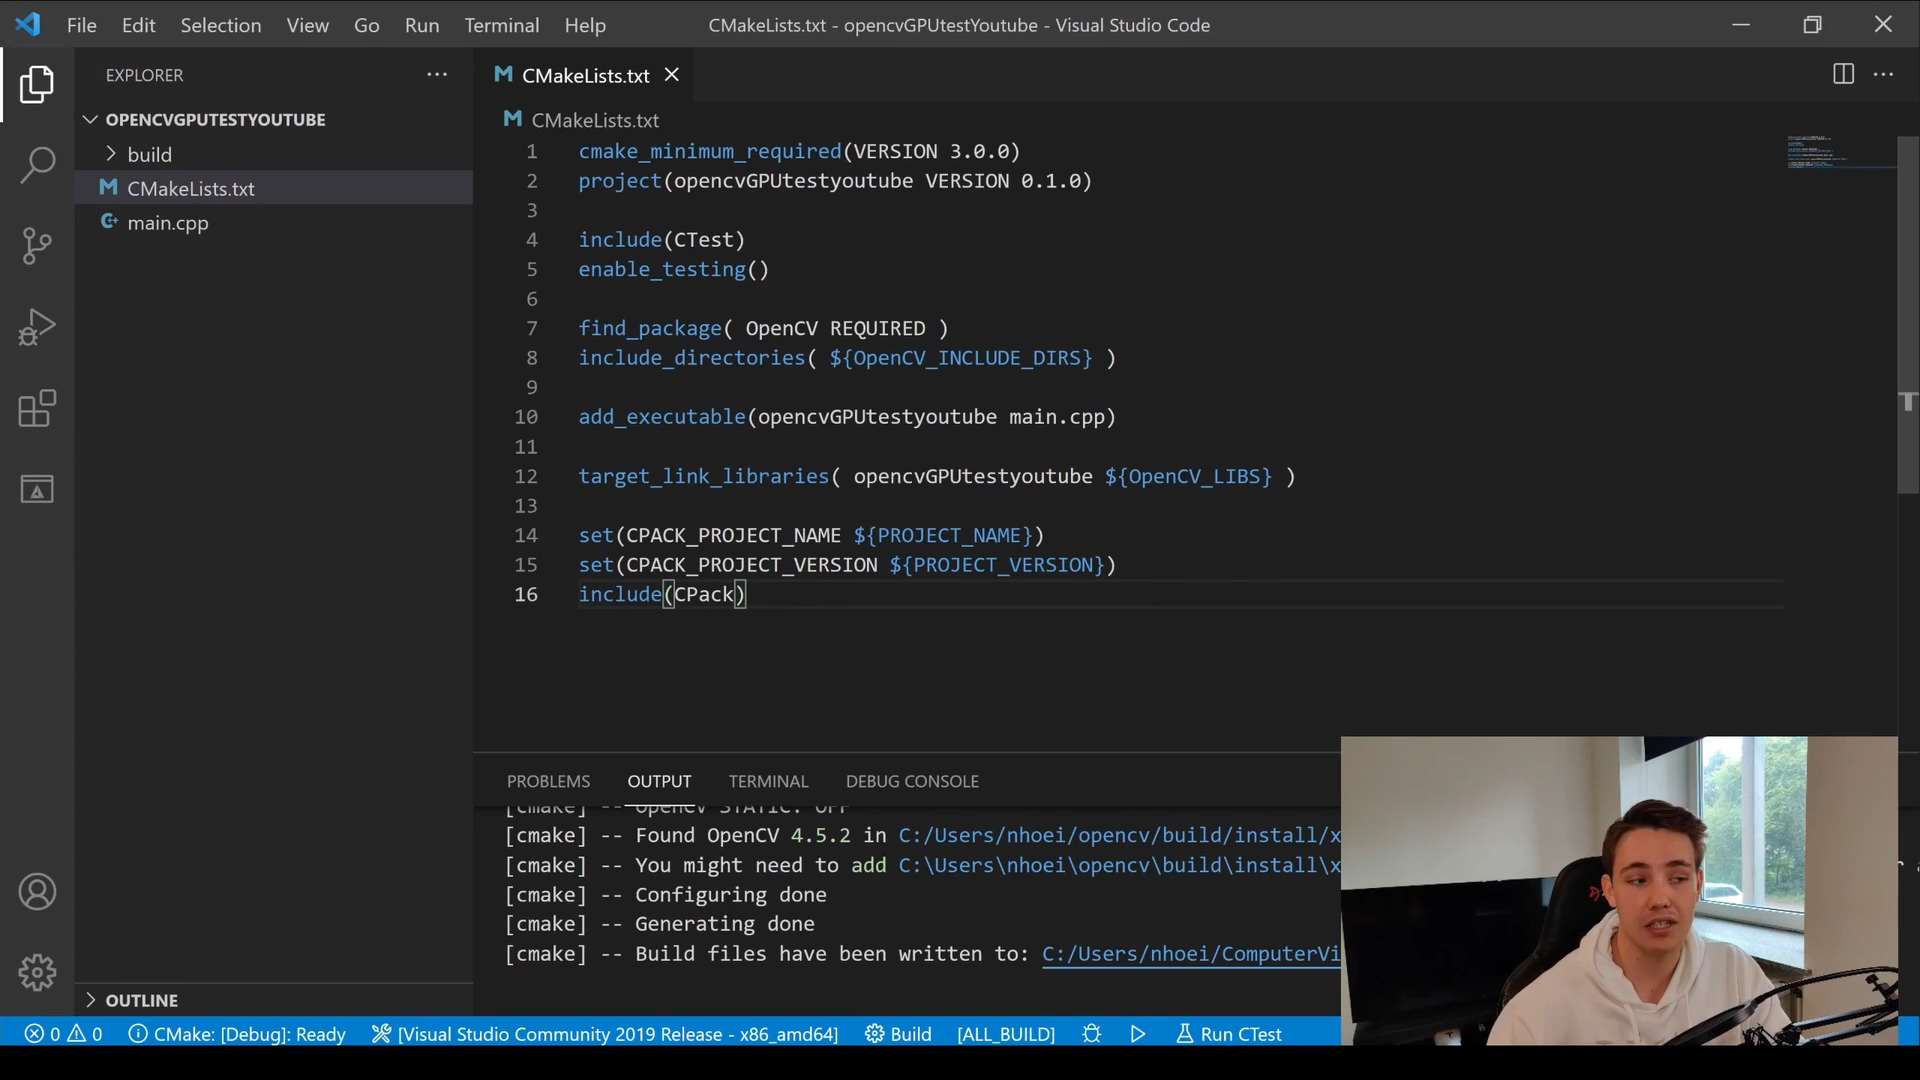 File Edit Selection View Go Run Terminal Help
CMakeLists.txt - opencvGPUtestYoutube - Visual Studio Code
EXPLORER
OPENCVGPUTESTYOUTUBE
build
CMakeLists.txt
main.cpp
OUTLINE
CMakeLists.txt
CMakeLists.txt
1 cmake_minimum_required(VERSION 3.0.0)
2 project(opencvGPUtestyoutube VERSION 0.1.0)
3
4 include(CTest)
5 enable_testing()
6
7 find_package( OpenCV REQUIRED )
8 include_directories( ${OpenCV_INCLUDE_DIRS} )
9
10 add_executable(opencvGPUtestyoutube main.cpp)
11
12 target_link_libraries( opencvGPUtestyoutube ${OpenCV_LIBS} )
13
14 set(CPACK_PROJECT_NAME ${PROJECT_NAME})
15 set(CPACK_PROJECT_VERSION ${PROJECT_VERSION})
16 include(CPack)
PROBLEMS OUTPUT TERMINAL DEBUG CONSOLE
[cmake] -- OpenCV STATIC: OFF
[cmake] -- Found OpenCV 4.5.2 in C:/Users/nhoei/opencv/build/install/x
[cmake] -- You might need to add C:\Users\nhoei\opencv\build\install\x
[cmake] -- Configuring done
[cmake] -- Generating done
[cmake] -- Build files have been written to: C:/Users/nhoei/ComputerVi
0 0 CMake: [Debug]: Ready [Visual Studio Community 2019 Release - x86_amd64] Build [ALL_BUILD] Run CTest